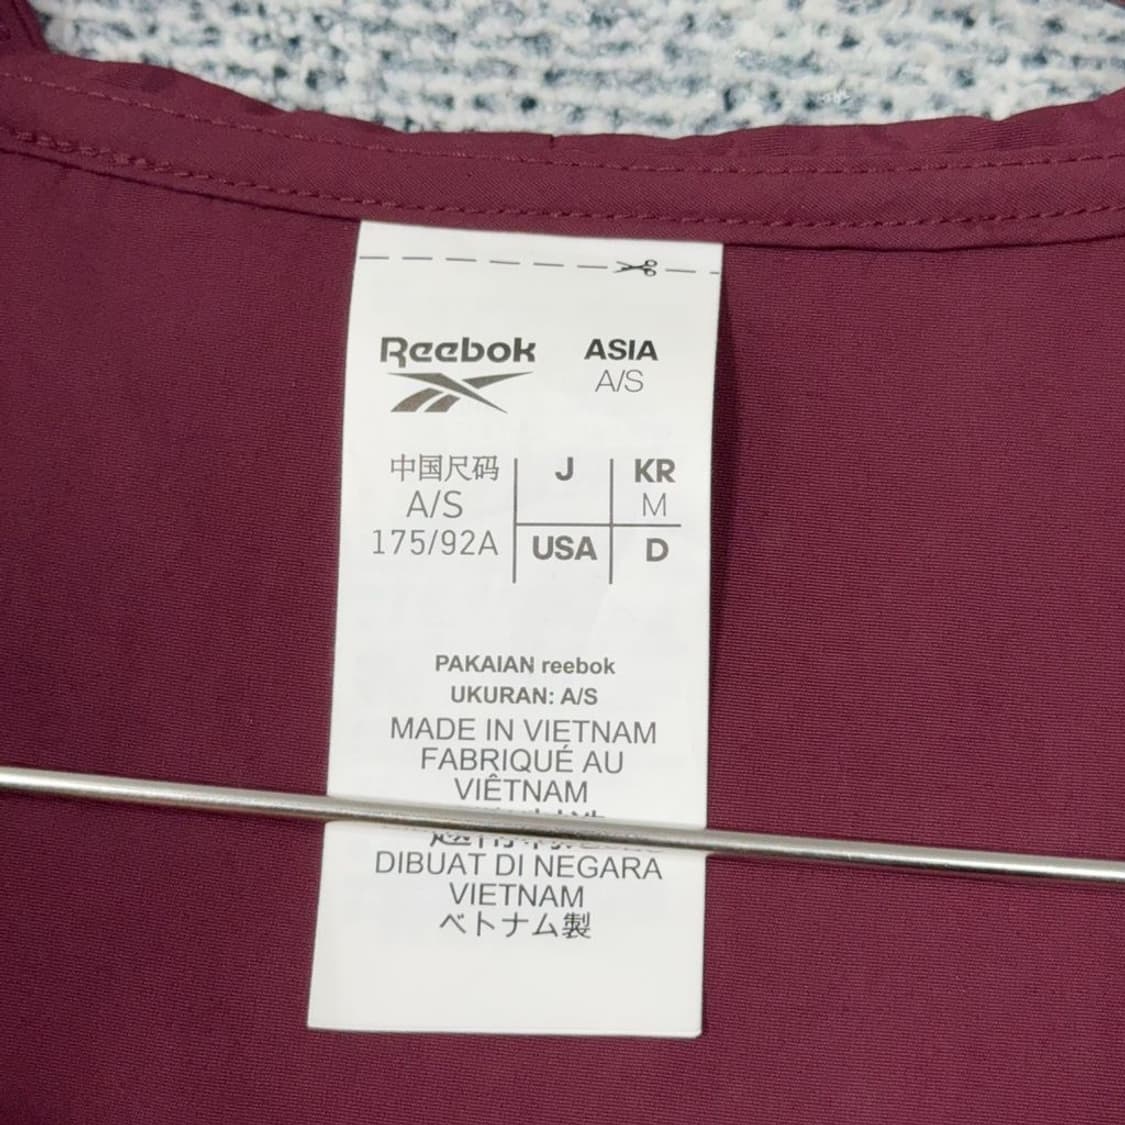 Reebok ASIA
A/S
中国尺码 J KR
A/S M
175/92A USA D
PAKAIAN reebok
UKURAN: A/S
MADE IN VIETNAM
FABRIQUÉ AU
VIÊTNAM
DIBUAT DI NEGARA
VIETNAM
ベトナム製